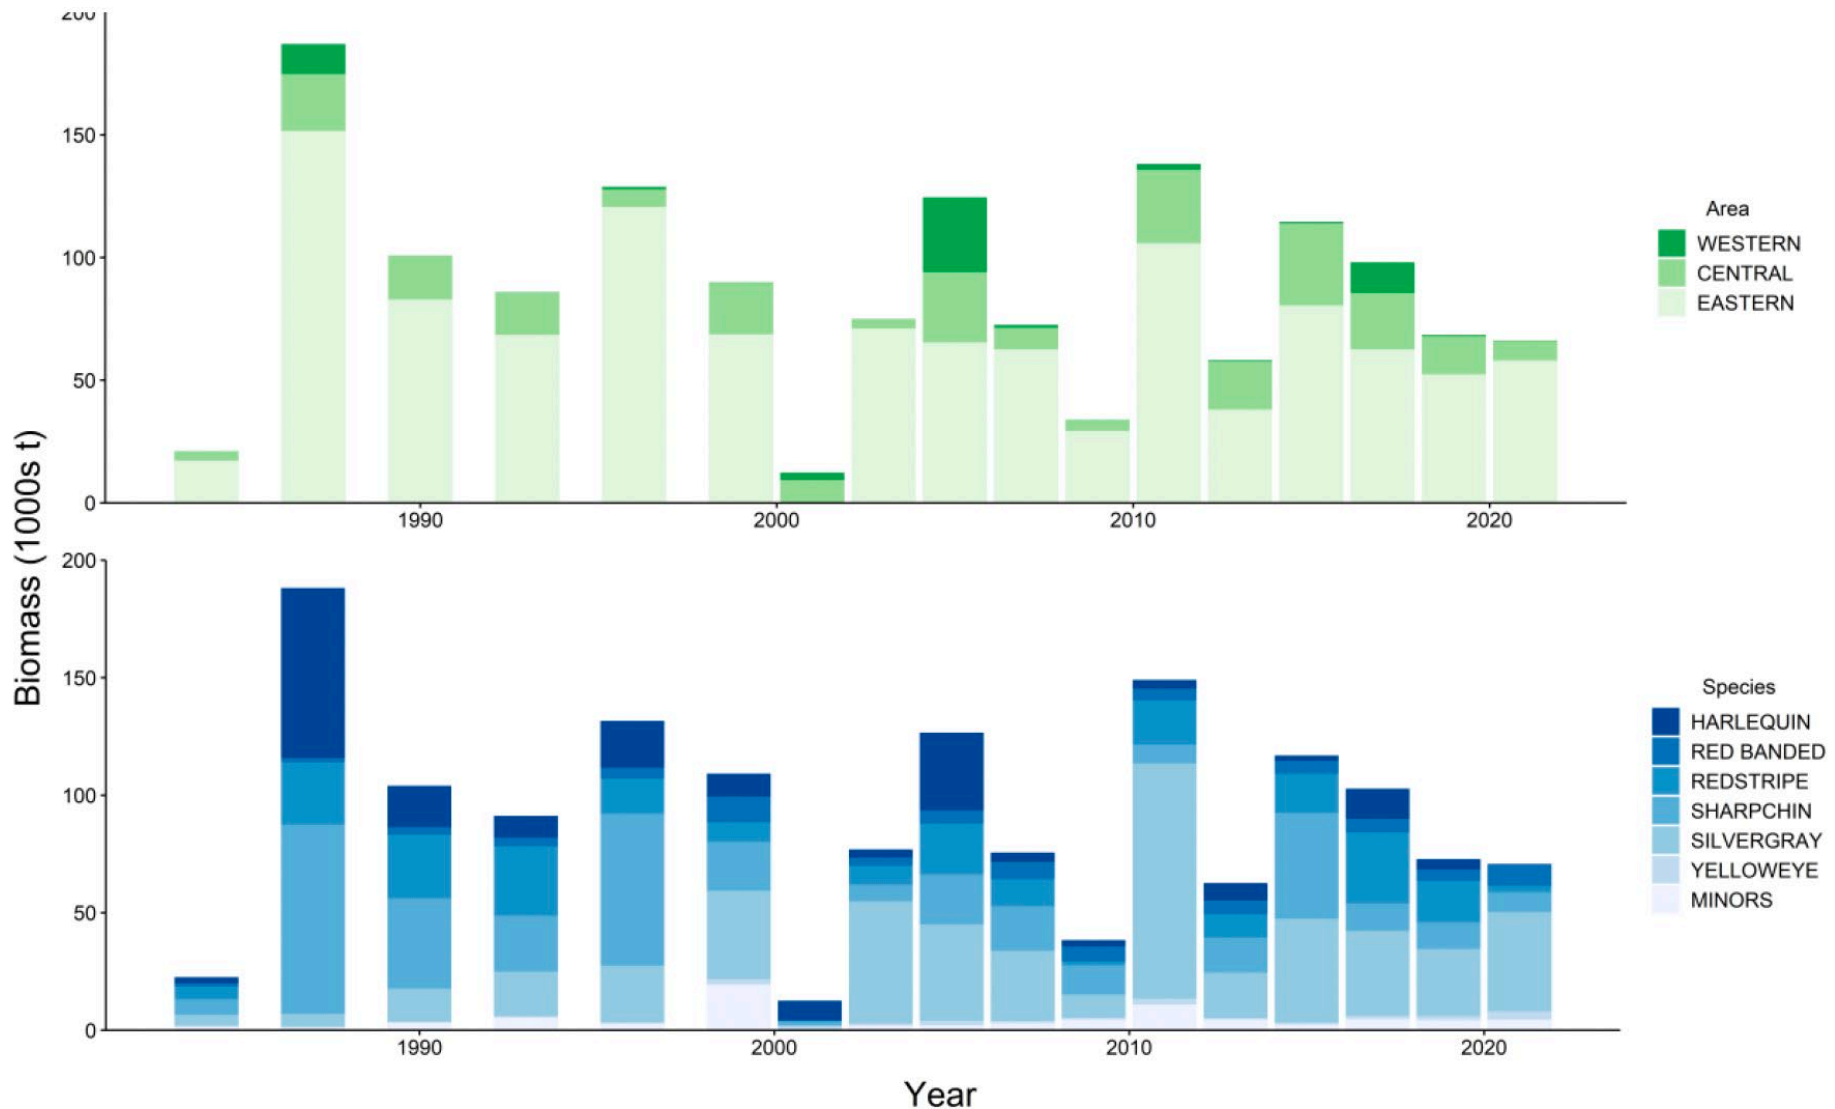 200
150
100
50
0
1990 2000 2010 2020
Area
WESTERN
CENTRAL
EASTERN
Biomass (1000s t)
200
150
100
50
0
1990 2000 2010 2020
Species
HARLEQUIN
RED BANDED
REDSTRIPE
SHARPCHIN
SILVERGRAY
YELLOWEYE
MINORS
Year